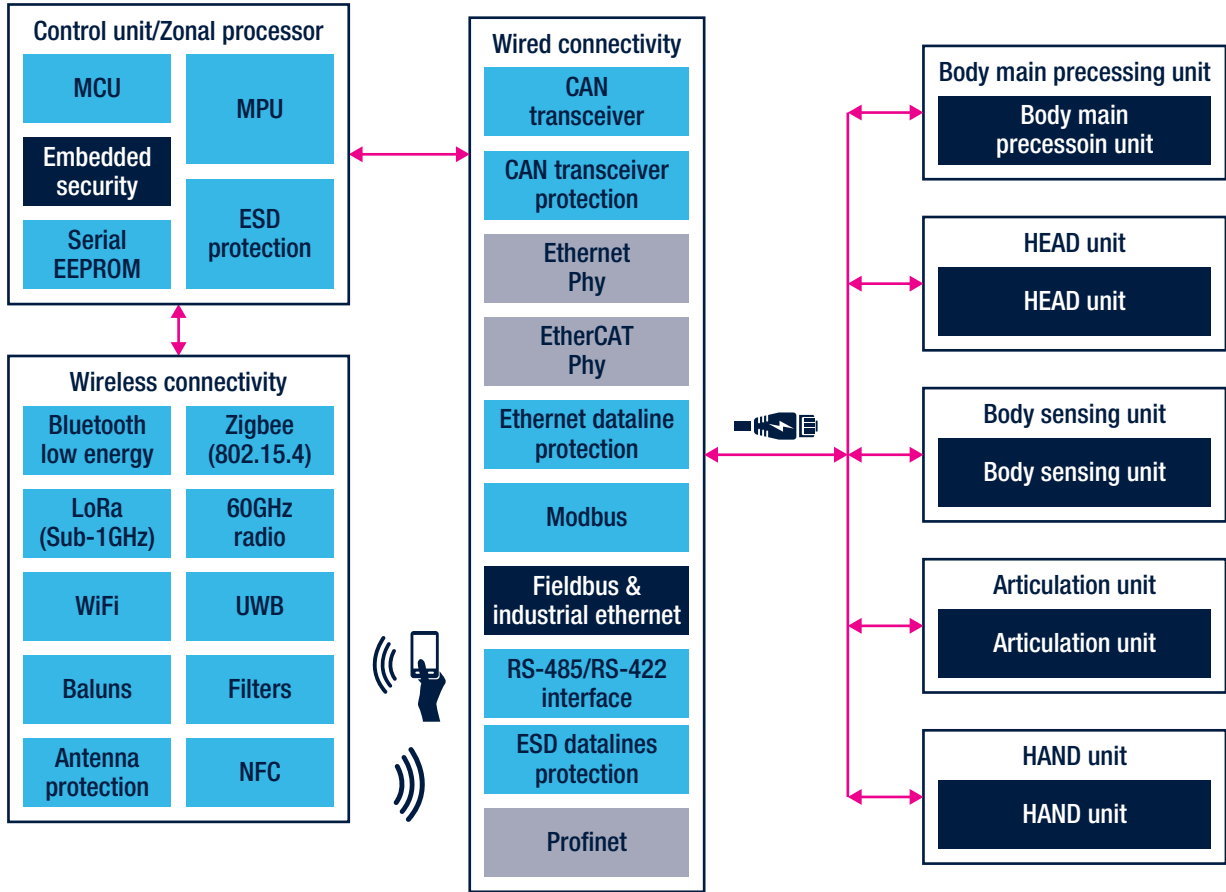 Control unit/Zonal processor
MCU
MPU
Embedded
security
ESD
protection
Serial
EEPROM
Wireless connectivity
Bluetooth
low energy
Zigbee
(802.15.4)
LoRa
(Sub-1GHz)
60GHz
radio
WiFi
UWB
Baluns
Filters
Antenna
protection
NFC
Wired connectivity
CAN
transceiver
CAN transceiver
protection
Ethernet
Phy
EtherCAT
Phy
Ethernet dataline
protection
Modbus
Fieldbus &
industrial ethernet
RS-485/RS-422
interface
ESD datalines
protection
Profinet
Body main precessing unit
Body main
precessoin unit
HEAD unit
HEAD unit
Body sensing unit
Body sensing unit
Articulation unit
Articulation unit
HAND unit
HAND unit